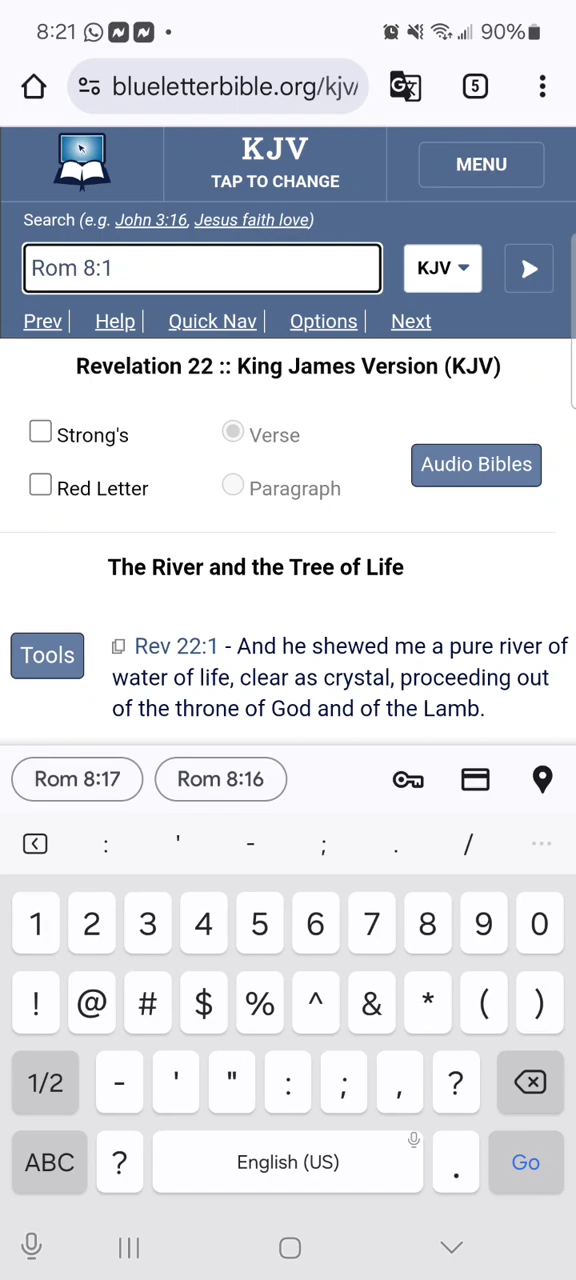 8:21 90%
blueletterbible.org/kjv/ 5
KJV
TAP TO CHANGE
MENU
Search (e.g. John 3:16, Jesus faith love)
Rom 8:1 KJV
Prev | Help | Quick Nav | Options | Next
Revelation 22 :: King James Version (KJV)
Strong's Verse
Audio Bibles
Red Letter Paragraph
The River and the Tree of Life
Tools Rev 22:1 - And he shewed me a pure river of
water of life, clear as crystal, proceeding out
of the throne of God and of the Lamb.
Rom 8:17 Rom 8:16
: ' - ; . / ...
1 2 3 4 5 6 7 8 9 0
! @ # $ % ^ & * ( )
1/2 - ' " : ; , ?
ABC ? English (US) . Go